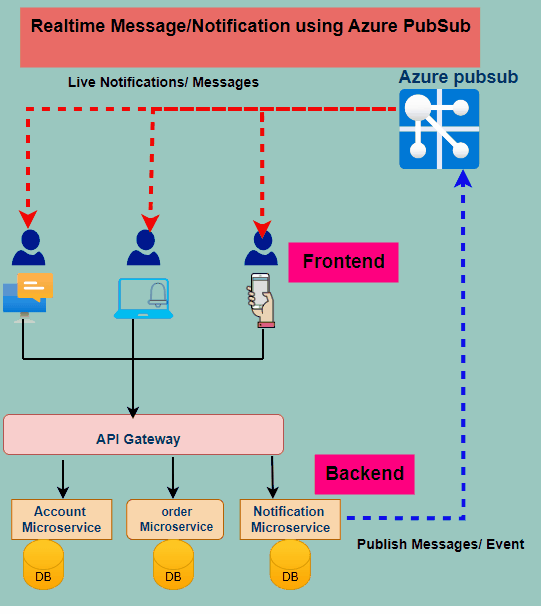 Realtime Message/Notification using Azure PubSub
Azure pubsub
Live Notifications/ Messages
Frontend
API Gateway
Backend
Account
Microservice
order
Microservice
Notification
Microservice
Publish Messages/ Event
DB
DB
DB